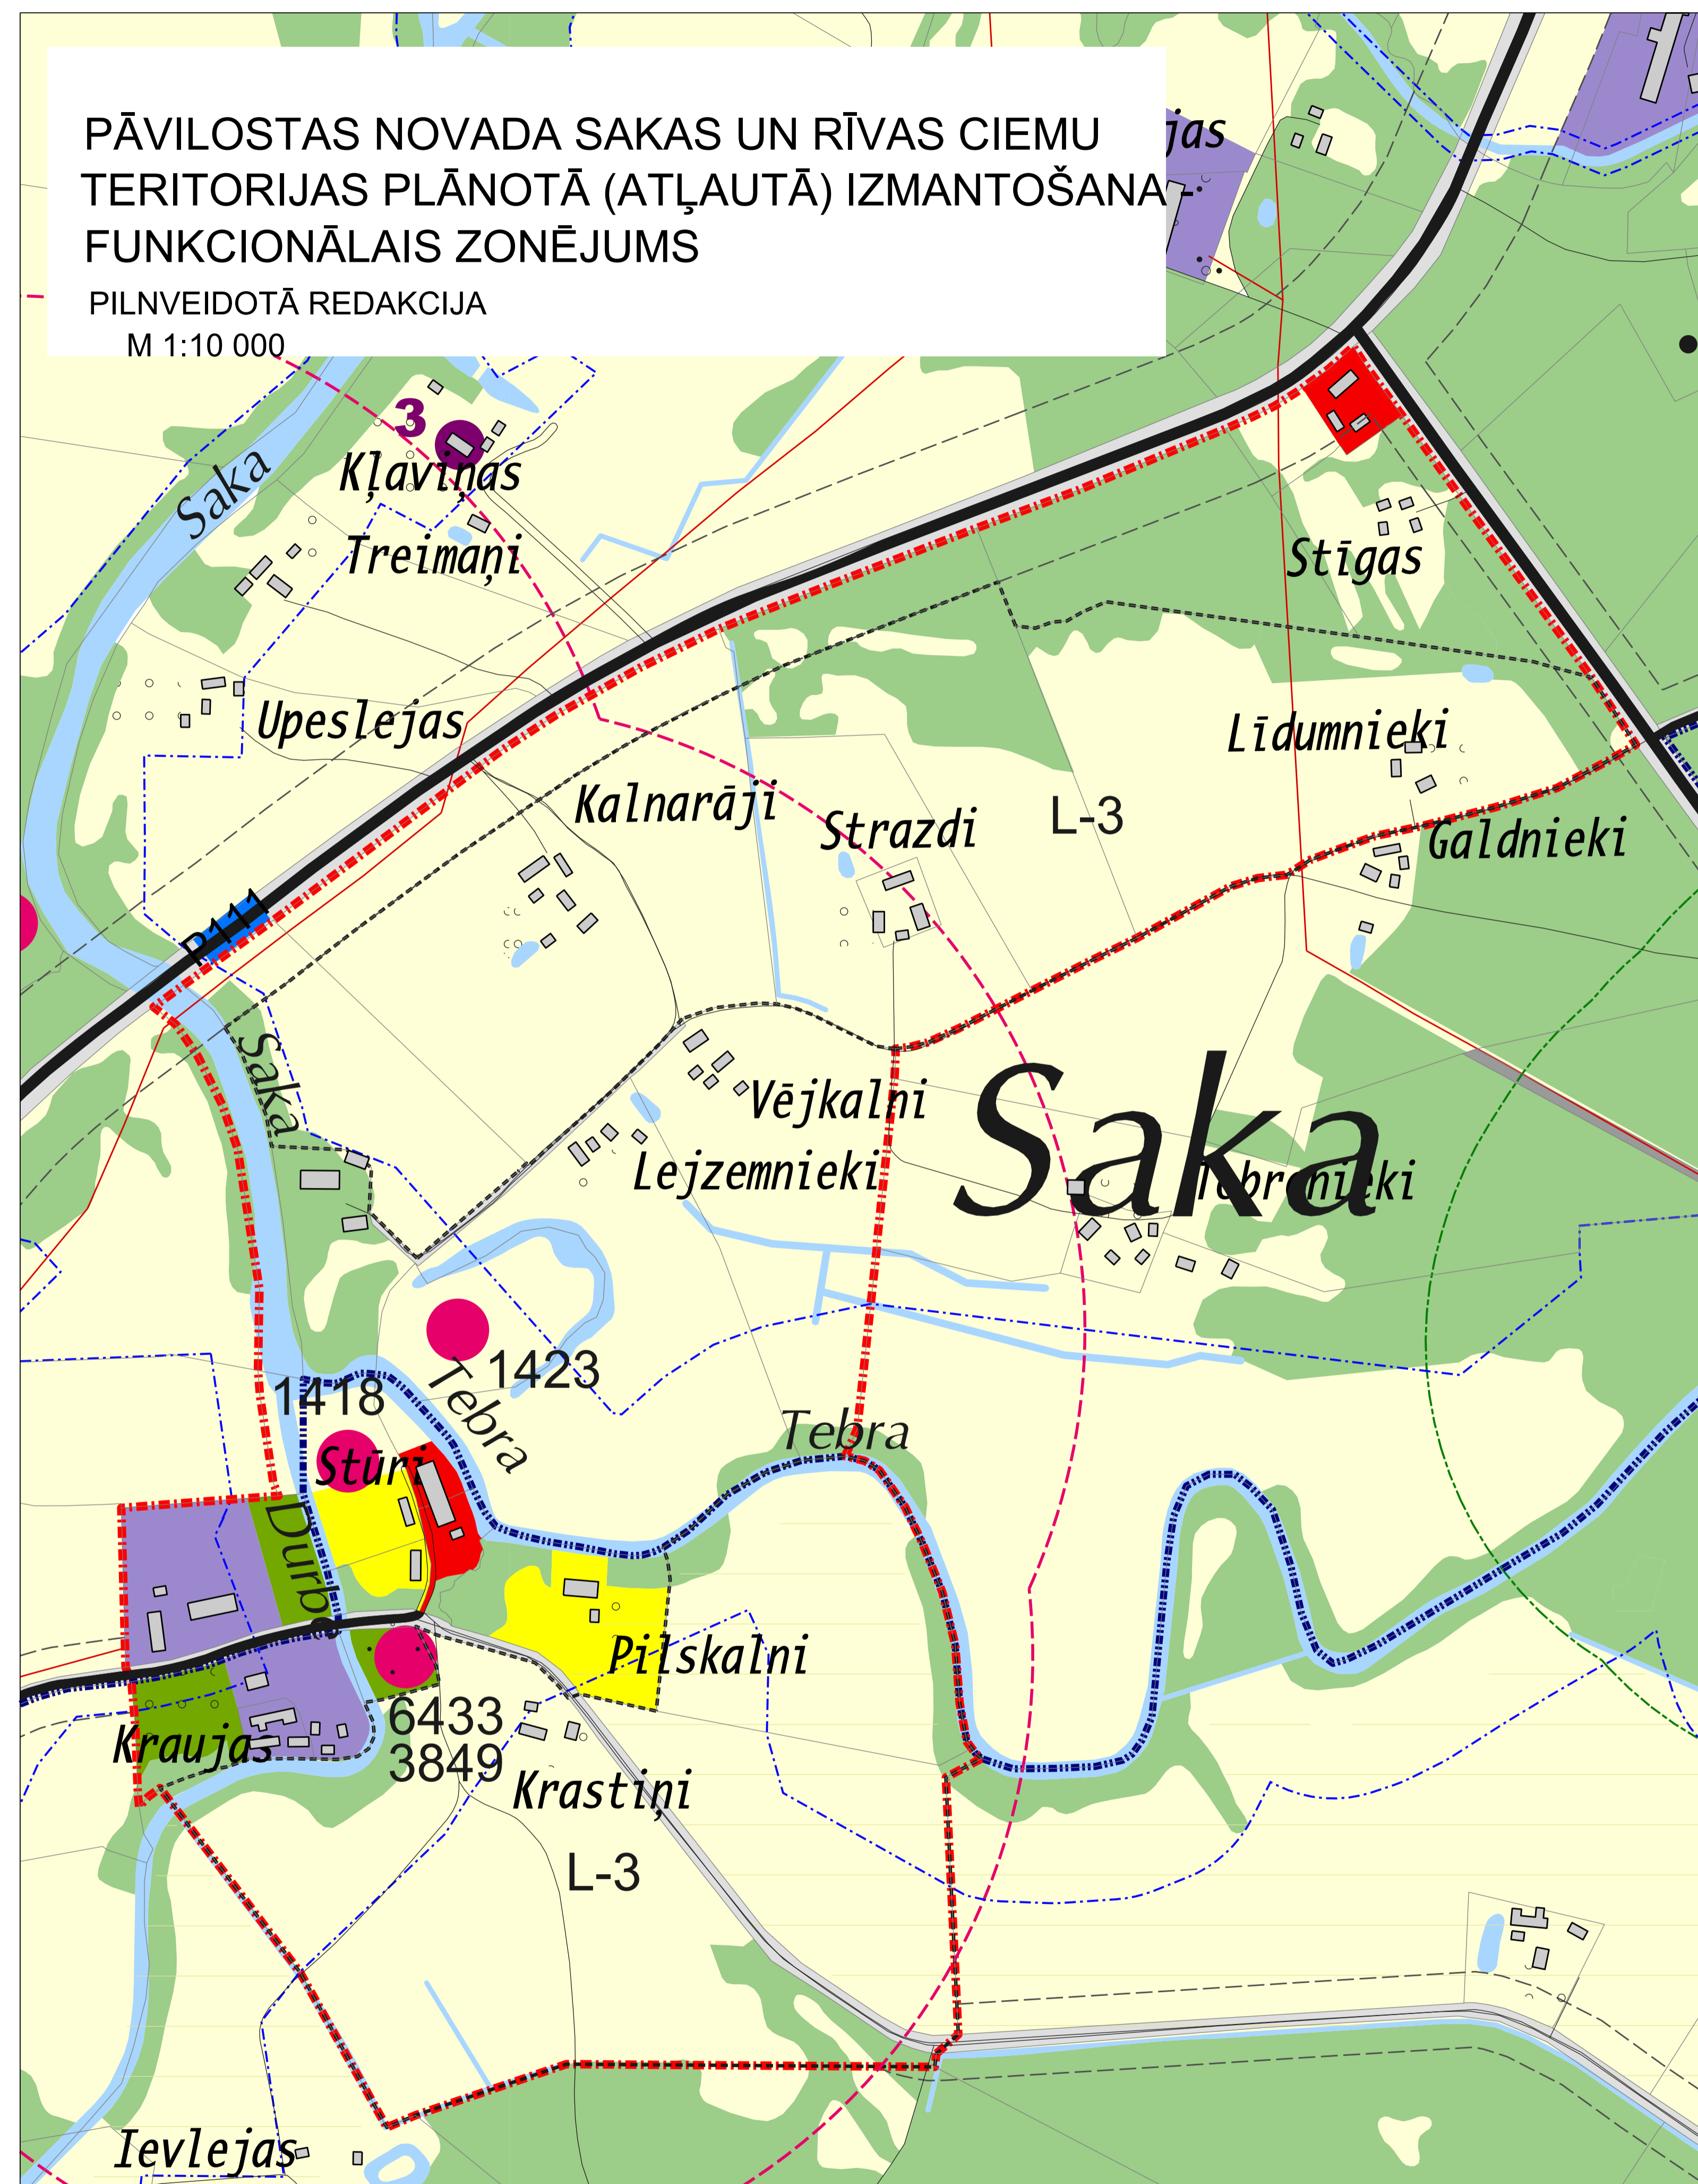 PĀVILOSTAS NOVADA SAKAS UN RĪVAS CIEMU
TERITORIJAS PLĀNOTĀ (ATĻAUTĀ) IZMANTOŠANA -
FUNKCIONĀLAIS ZONĒJUMS
PILNVEIDOTĀ REDAKCIJA
M 1:10 000
jas
3
Kļaviņas
Saka
Treimaņi
Stīgas
Upeslejas
Līdumnieki
Kalnarāji
Strazdi
L-3
Galdnieki
P111
Saka
Vējkalni
Saka
Lejzemnieki
Tebrenieki
1423
1418
Tebra
Tebra
Stūri
Durbe
Pilskalni
6433
3849
Kraujas
Krastiņi
L-3
Ievlejas